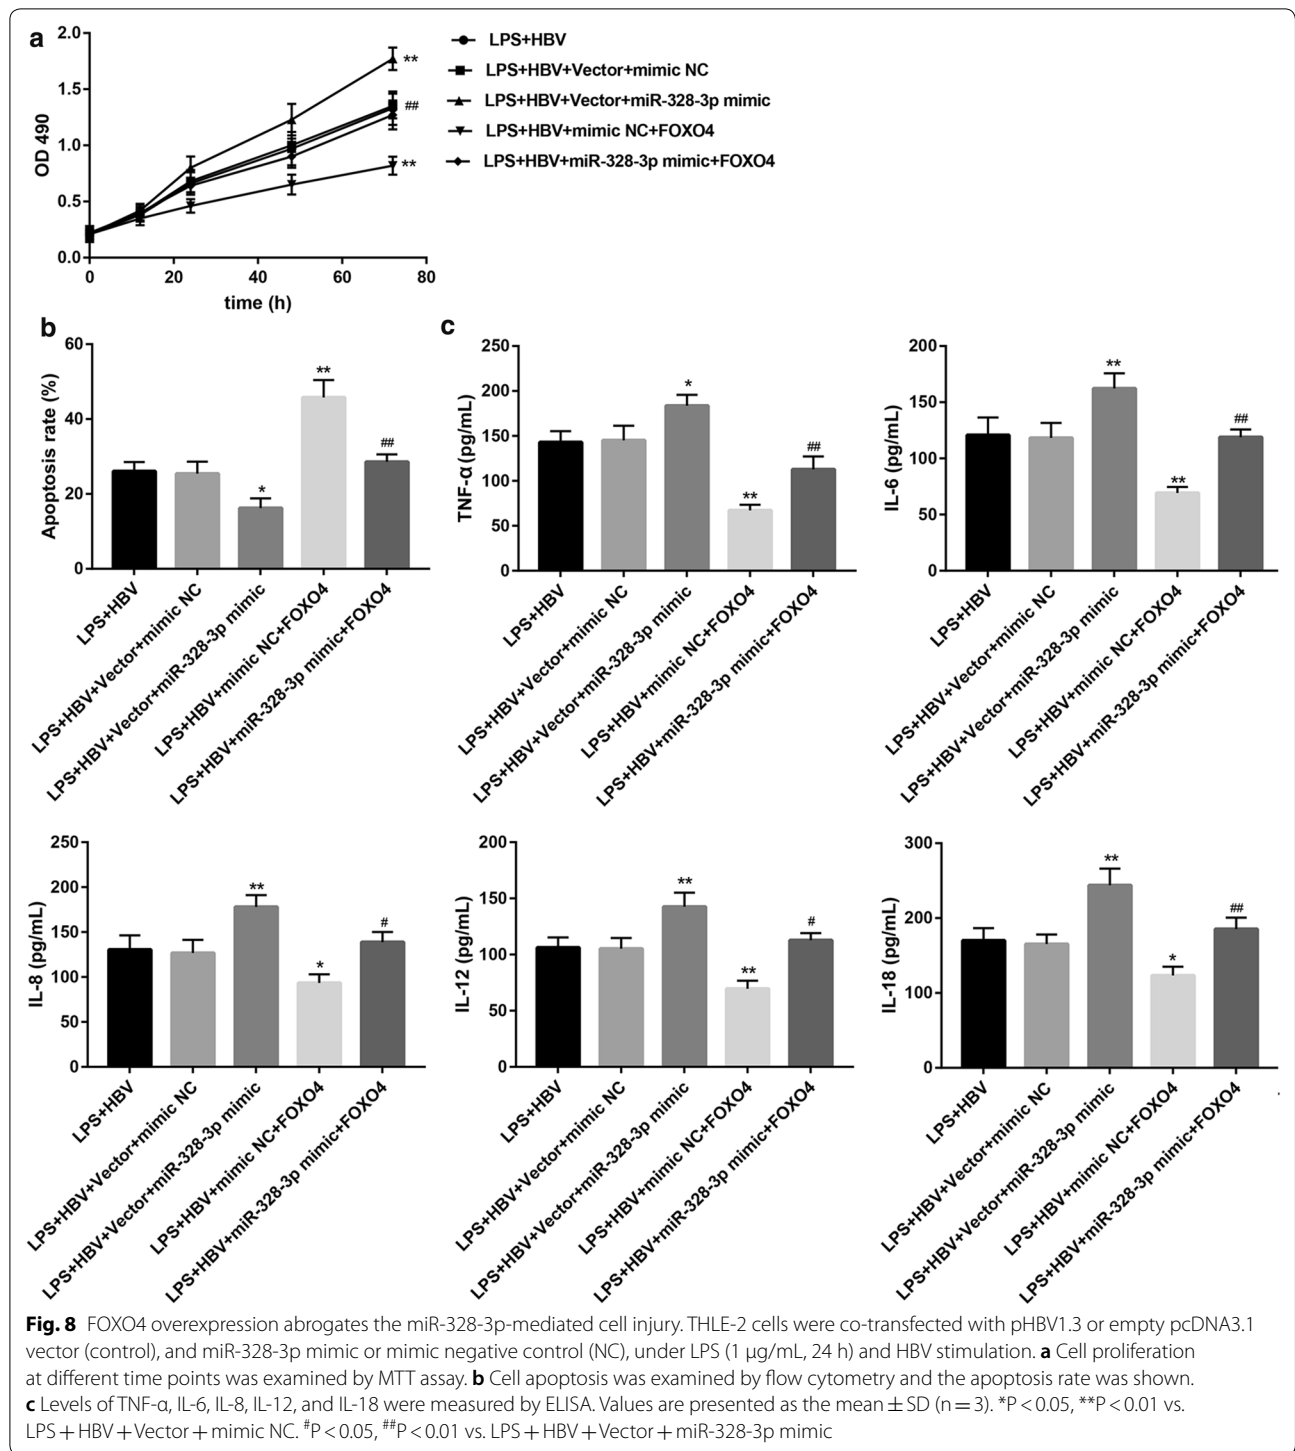 a
2.0
1.5
1.0
0.5
0.0
OD 490
0 20 40 60 80
time (h)
**
##
**
LPS+HBV
LPS+HBV+Vector+mimic NC
LPS+HBV+Vector+miR-328-3p mimic
LPS+HBV+mimic NC+FOXO4
LPS+HBV+miR-328-3p mimic+FOXO4
b
60
40
20
0
Apoptosis rate (%)
*
**
##
LPS+HBV
LPS+HBV+Vector+mimic NC
LPS+HBV+Vector+miR-328-3p mimic
LPS+HBV+mimic NC+FOXO4
LPS+HBV+miR-328-3p mimic+FOXO4
c
250
200
150
100
50
0
TNF-α (pg/mL)
*
**
##
LPS+HBV
LPS+HBV+Vector+mimic NC
LPS+HBV+Vector+miR-328-3p mimic
LPS+HBV+mimic NC+FOXO4
LPS+HBV+miR-328-3p mimic+FOXO4
200
150
100
50
0
IL-6 (pg/mL)
**
**
##
LPS+HBV
LPS+HBV+Vector+mimic NC
LPS+HBV+Vector+miR-328-3p mimic
LPS+HBV+mimic NC+FOXO4
LPS+HBV+miR-328-3p mimic+FOXO4
250
200
150
100
50
0
IL-8 (pg/mL)
**
*
#
LPS+HBV
LPS+HBV+Vector+mimic NC
LPS+HBV+Vector+miR-328-3p mimic
LPS+HBV+mimic NC+FOXO4
LPS+HBV+miR-328-3p mimic+FOXO4
200
150
100
50
0
IL-12 (pg/mL)
**
**
#
LPS+HBV
LPS+HBV+Vector+mimic NC
LPS+HBV+Vector+miR-328-3p mimic
LPS+HBV+mimic NC+FOXO4
LPS+HBV+miR-328-3p mimic+FOXO4
300
200
100
0
IL-18 (pg/mL)
**
*
##
LPS+HBV
LPS+HBV+Vector+mimic NC
LPS+HBV+Vector+miR-328-3p mimic
LPS+HBV+mimic NC+FOXO4
LPS+HBV+miR-328-3p mimic+FOXO4
Fig. 8 FOXO4 overexpression abrogates the miR-328-3p-mediated cell injury. THLE-2 cells were co-transfected with pHBV1.3 or empty pcDNA3.1
vector (control), and miR-328-3p mimic or mimic negative control (NC), under LPS (1 μg/mL, 24 h) and HBV stimulation. a Cell proliferation
at different time points was examined by MTT assay. b Cell apoptosis was examined by flow cytometry and the apoptosis rate was shown.
c Levels of TNF-α, IL-6, IL-8, IL-12, and IL-18 were measured by ELISA. Values are presented as the mean ± SD (n = 3). *P < 0.05, **P < 0.01 vs.
LPS + HBV + Vector + mimic NC. #P < 0.05, ##P < 0.01 vs. LPS + HBV + Vector + miR-328-3p mimic